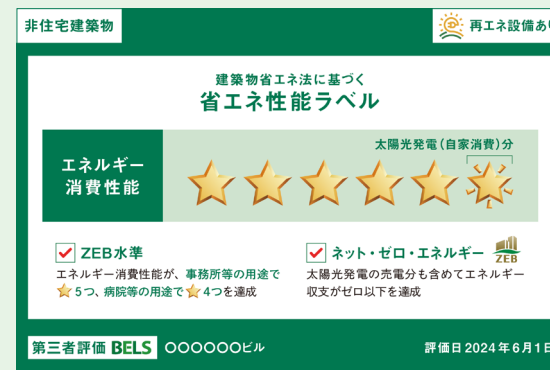 非住宅建築物
再エネ設備あ
建築物省エネ法に基づく
省エネ性能ラベル
太陽光発電(自家消費)分
エネルギー
消費性能
ZEB水準
エネルギー消費性能が、事務所等の用途で
5つ、病院等の用途で 4つを達成
ネット・ゼロ・エネルギー
ZEB
太陽光発電の売電分も含めてエネルギー
収支がゼロ以下を達成
第三者評価 BELS 〇〇〇〇〇〇ビル
評価日2024年6月1日